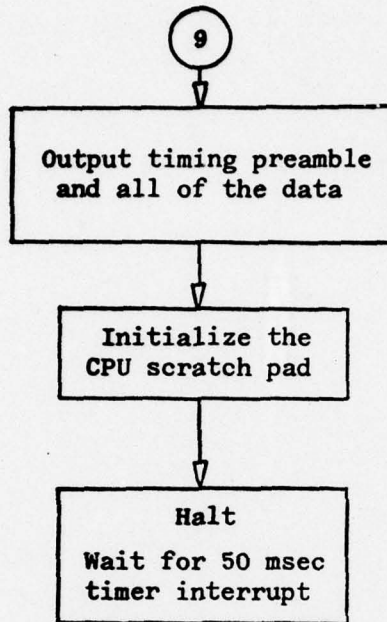 9
Output timing preamble
and all of the data
Initialize the
CPU scratch pad
Halt
Wait for 50 msec
timer interrupt